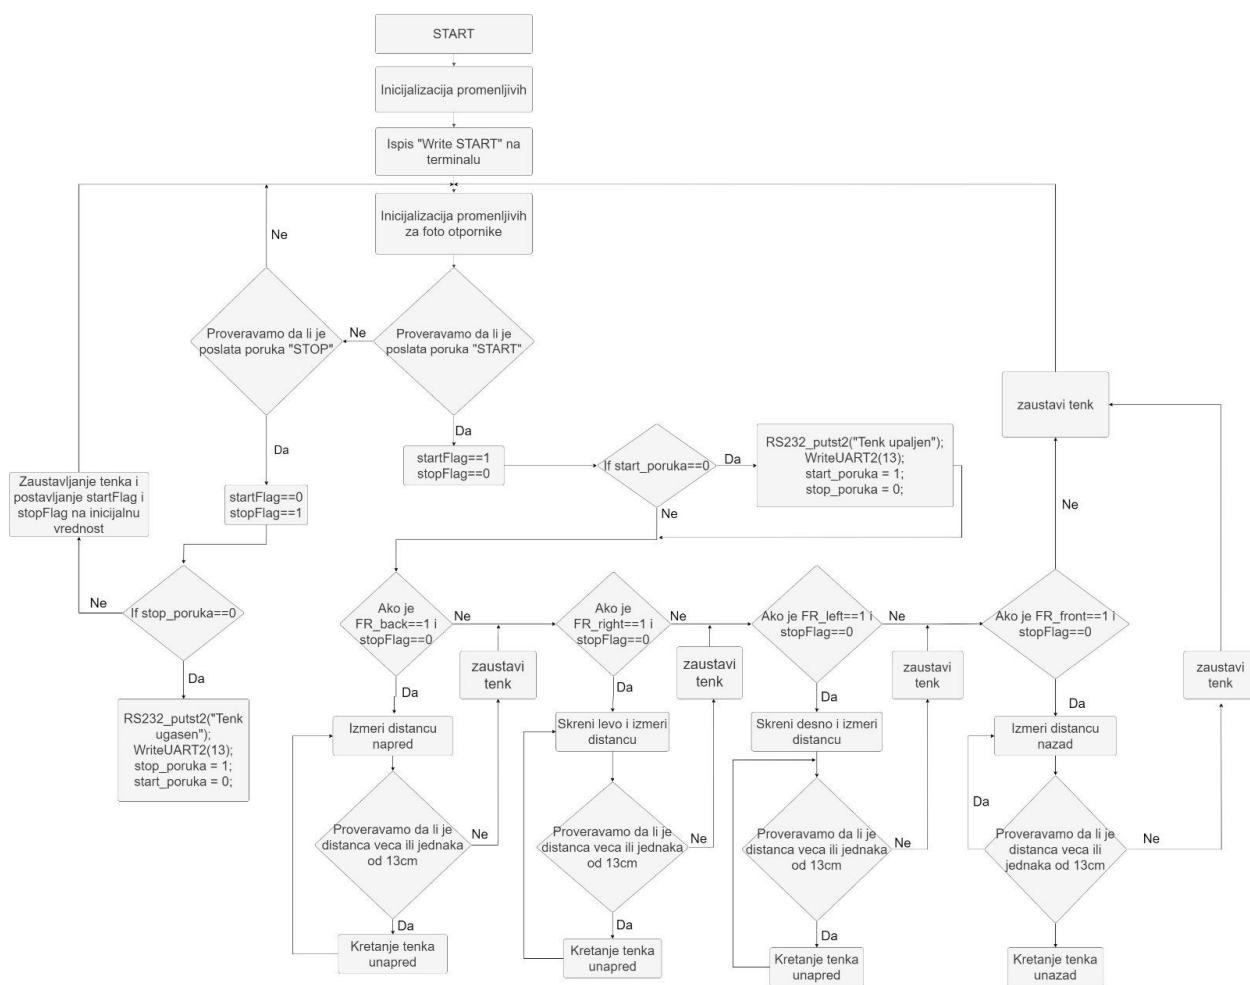 START
Inicijalizacija promenljivih
Ispis "Write START" na
terminalu
Inicijalizacija promenljivih
za foto otpornike
Ne
Proveravamo da li je
poslata poruka "STOP"
Ne
Proveravamo da li je
poslata poruka "START"
zaustavi tenk
Da
Da
startFlag==1
stopFlag==0
If start_poruka==0
Da
RS232_putst2("Tenk upaljen");
WriteUART2(13);
start_poruka = 1;
stop_poruka = 0;
Zaustavljanje tenka i
postavljanje startFlag i
stopFlag na inicijalnu
vrednost
startFlag==0
stopFlag==1
Ne
Ne
Ne
If stop_poruka==0
Ako je
FR_back==1 i
stopFlag==0
Ne
Ako je
FR_right==1 i
stopFlag==0
Ne
Ako je FR_left==1 i
stopFlag==0
Ne
Ako je FR_front==1 i
stopFlag==0
zaustavi
tenk
zaustavi
tenk
zaustavi
tenk
zaustavi
tenk
Da
Da
Da
Da
Da
RS232_putst2("Tenk
ugasen");
WriteUART2(13);
stop_poruka = 1;
start_poruka = 0;
Izmeri distancu
napred
Skreni levo i izmeri
distancu
Skreni desno i izmeri
distancu
Izmeri distancu
nazad
Da
Proveravamo da li je
distanca veca ili jednaka
od 13cm
Ne
Proveravamo da li je
distanca veca ili jednaka
od 13cm
Ne
Proveravamo da li je
distanca veca ili jednaka
od 13cm
Ne
Proveravamo da li je
distanca veca ili
jednaka od 13cm
Ne
Da
Da
Da
Kretanje tenka
unapred
Kretanje tenka
unapred
Kretanje tenka
unapred
Kretanje tenka
unazad